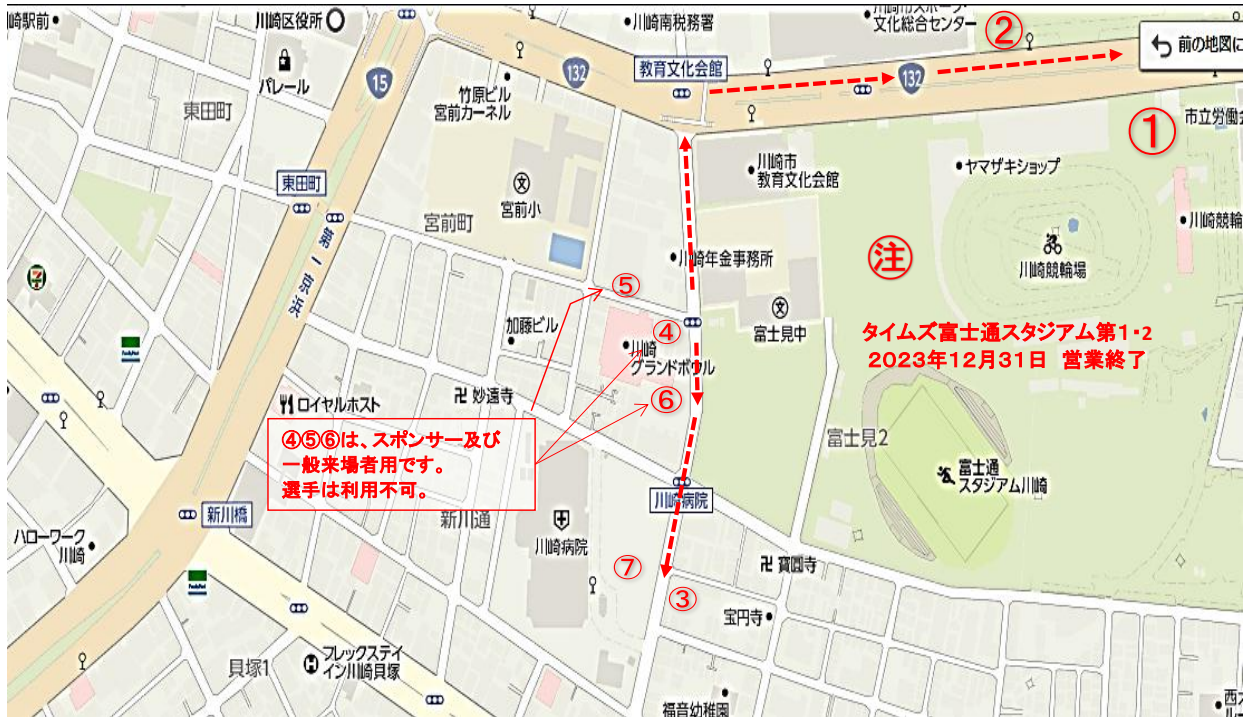 川崎駅前
川崎区役所
川崎南税務署
文化総合センター
②
前の地図に
パレール
15
132
教育文化会館
132
東田町
竹原ビル
宮前カーネル
①
市立労働会
川崎市
教育文化会館
ヤマザキショップ
東田町
宮前小
宮前町
川崎競輪
川崎年金事務所
注
川崎競輪場
第一京浜
⑤
加藤ビル
④
富士見中
タイムズ富士通スタジアム第1・2
2023年12月31日 営業終了
川崎
グランドボウル
卍 妙遠寺
⑥
ロイヤルホスト
④⑤⑥は、スポンサー及び
一般来場者用です。
選手は利用不可。
富士見2
富士通
スタジアム川崎
川崎病院
新川橋
新川通
ハローワーク
川崎
川崎病院
卍 寶圓寺
⑦
③
宝円寺
貝塚1
フレックステイ
イン川崎貝塚
福音幼稚園